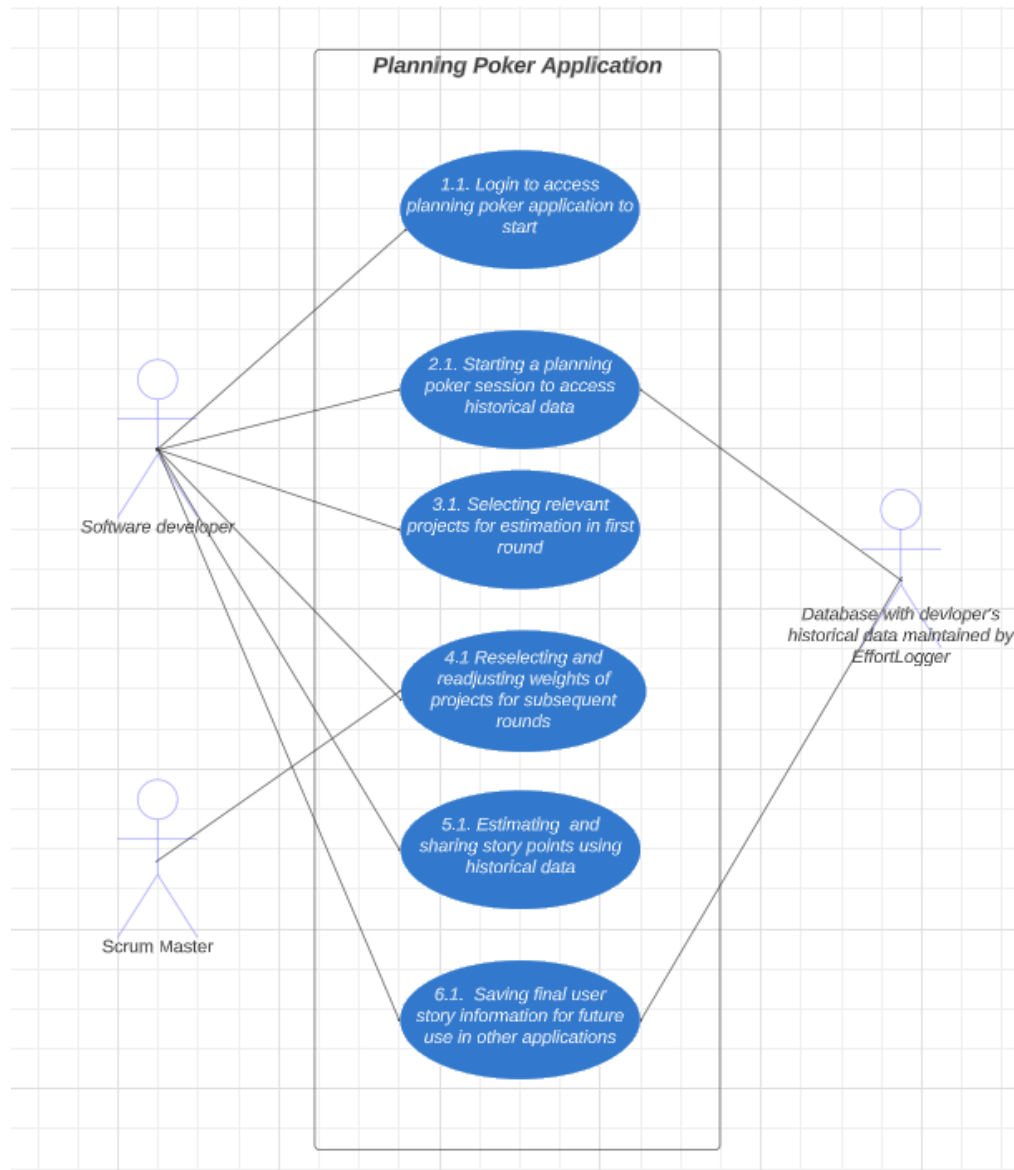 Planning Poker Application
1.1. Login to access
planning poker application to
start
2.1. Starting a planning
poker session to access
historical data
3.1. Selecting relevant
projects for estimation in first
round
Software developer
Database with devloper's
historical data maintained by
EffortLogger
4.1 Reselecting and
readjusting weights of
projects for subsequent
rounds
5.1. Estimating and
sharing story points using
historical data
Scrum Master
6.1. Saving final user
story information for future
use in other applications